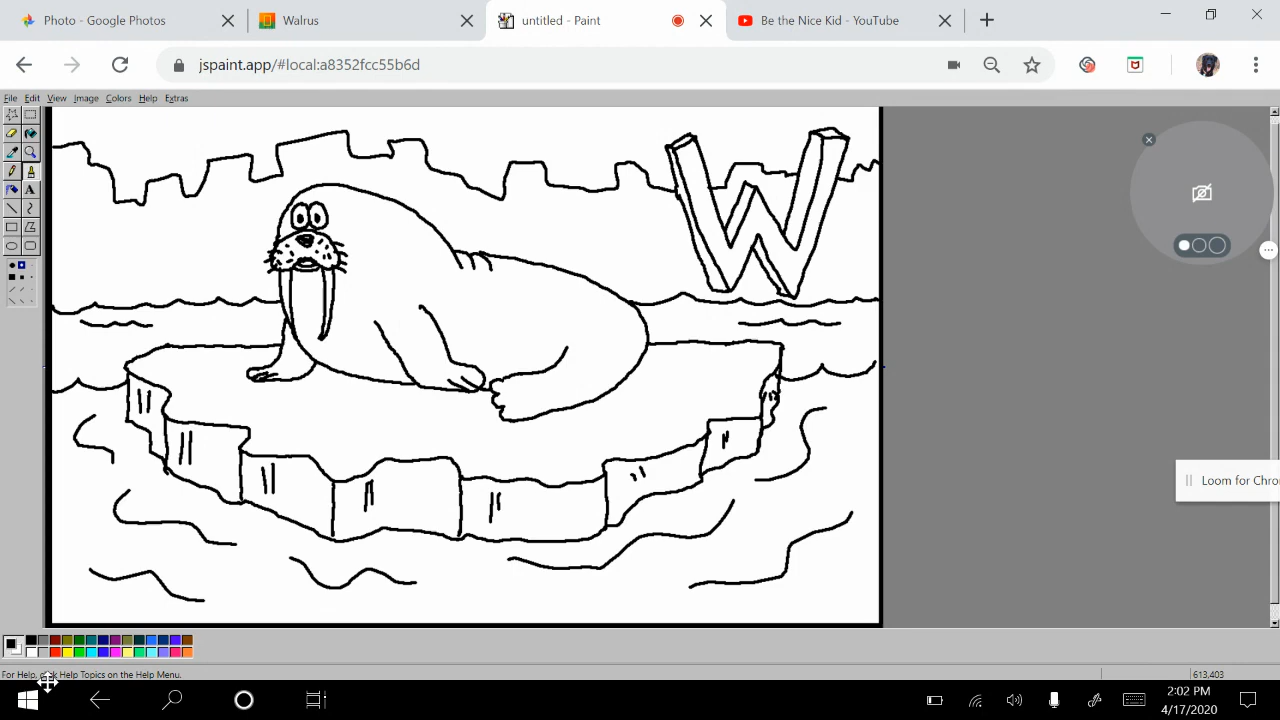 Photo - Google Photos
Walrus
untitled - Paint
Be the Nice Kid - YouTube
jspaint.app/#local:a8352fcc55b6d
File Edit View Image Colors Help Extras
W
Loom for Chro
For Help, click Help Topics on the Help Menu.
613,403
2:02 PM
4/17/2020